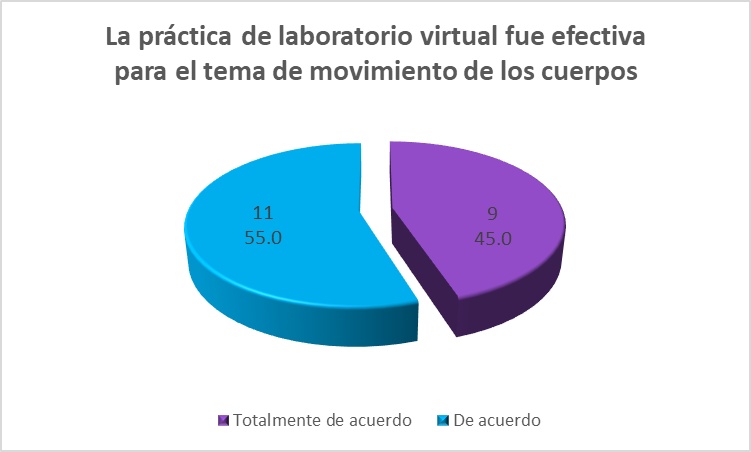 La práctica de laboratorio virtual fue efectiva
para el tema de movimiento de los cuerpos
11
55.0
9
45.0
Totalmente de acuerdo
De acuerdo